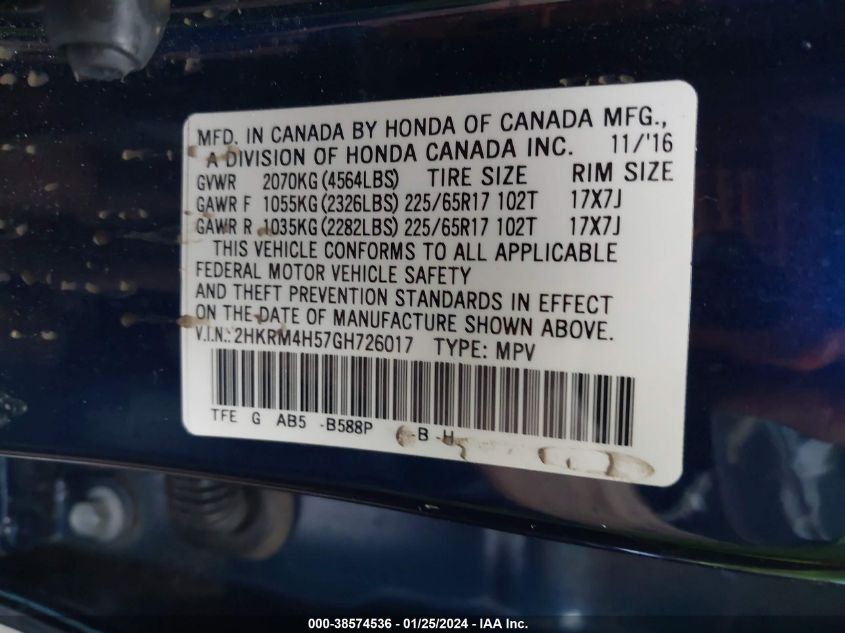 MFD. IN CANADA BY HONDA OF CANADA MFG.,
A DIVISION OF HONDA CANADA INC. 11/'16
GVWR 2070KG (4564LBS) TIRE SIZE RIM SIZE
GAWR F 1055KG (2326LBS) 225/65R17 102T 17X7J
GAWR R 1035KG (2282LBS) 225/65R17 102T 17X7J
THIS VEHICLE CONFORMS TO ALL APPLICABLE
FEDERAL MOTOR VEHICLE SAFETY
AND THEFT PREVENTION STANDARDS IN EFFECT
ON THE DATE OF MANUFACTURE SHOWN ABOVE.
V.I.N.: 2HKRM4H57GH726017 TYPE: MPV
TFE G AB5 -B588P -B -H
000-38574536 - 01/25/2024 - IAA Inc.